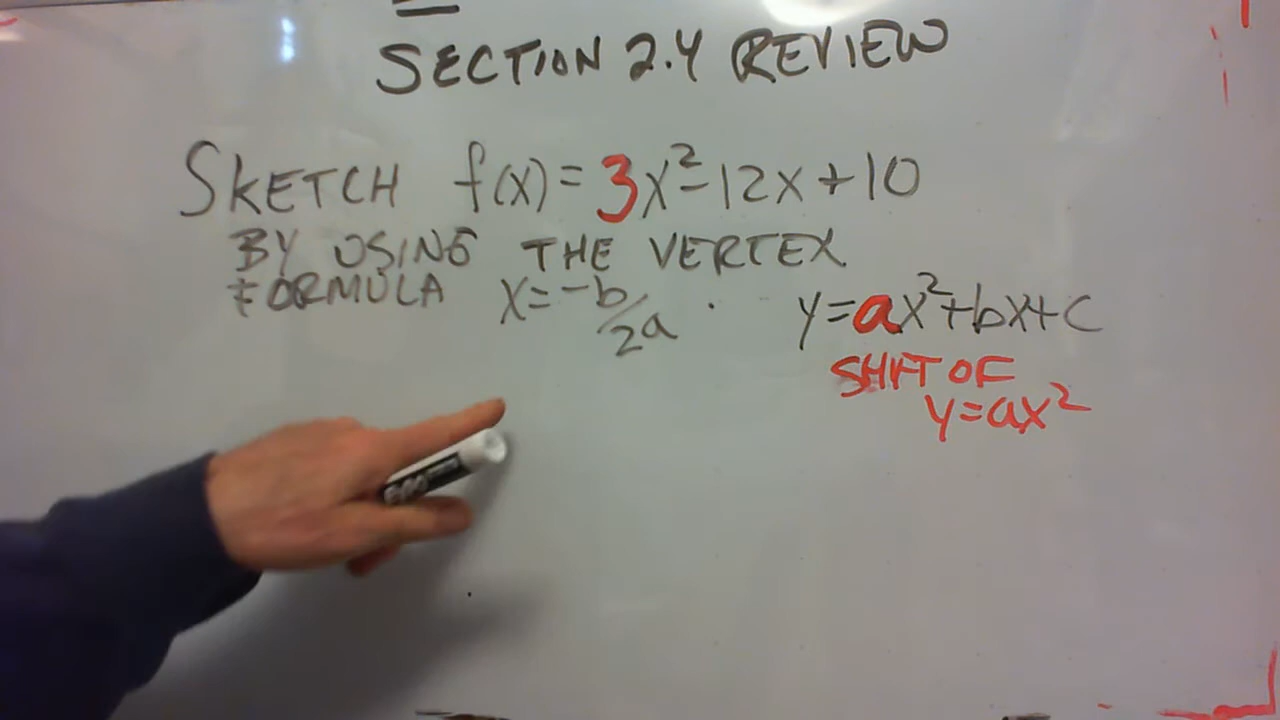 SECTION 2.4 REVIEW
SKETCH f(x) = 3x² - 12x + 10
BY USING THE VERTEX
FORMULA x = -b/2a . y = ax² + bx + c
SHIFT OF
y = ax²
EXPO